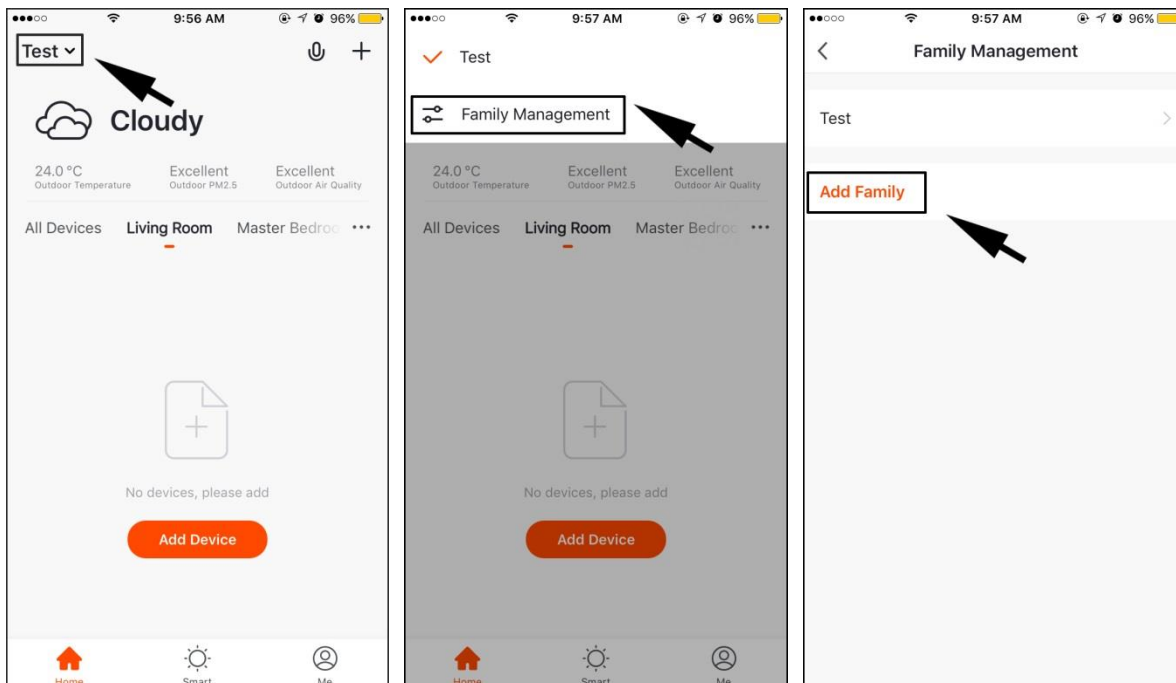 9:56 AM
96%
Test
Cloudy
24.0 °C
Excellent
Excellent
Outdoor Temperature
Outdoor PM2.5
Outdoor Air Quality
All Devices
Living Room
Master Bedroo
...
No devices, please add
Add Device
Home
Smart
Me
9:57 AM
96%
Test
Family Management
24.0 °C
Excellent
Excellent
Outdoor Temperature
Outdoor PM2.5
Outdoor Air Quality
All Devices
Living Room
Master Bedroo
...
No devices, please add
Add Device
Home
Smart
Me
9:57 AM
96%
Family Management
Test
Add Family